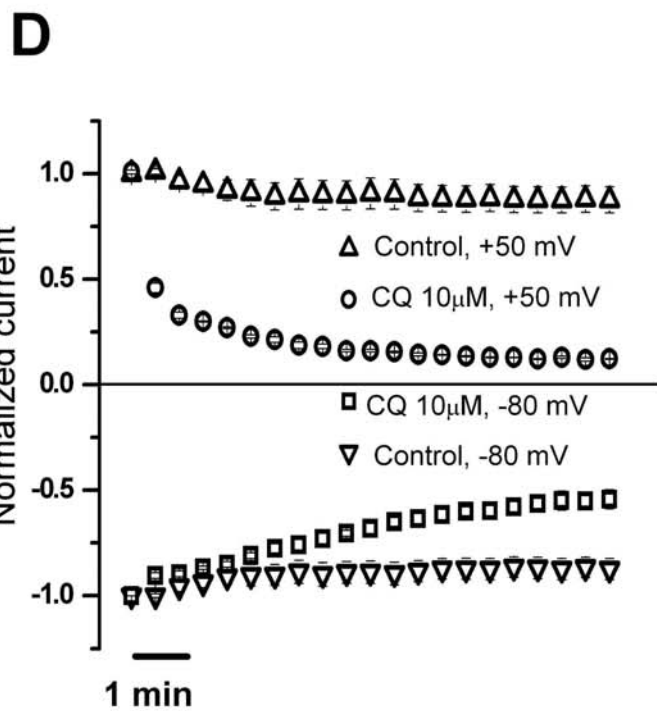 D
Normalized current
1.0
0.5
0.0
-0.5
-1.0
Control, +50 mV
CQ 10μM, +50 mV
CQ 10μM, -80 mV
Control, -80 mV
1 min